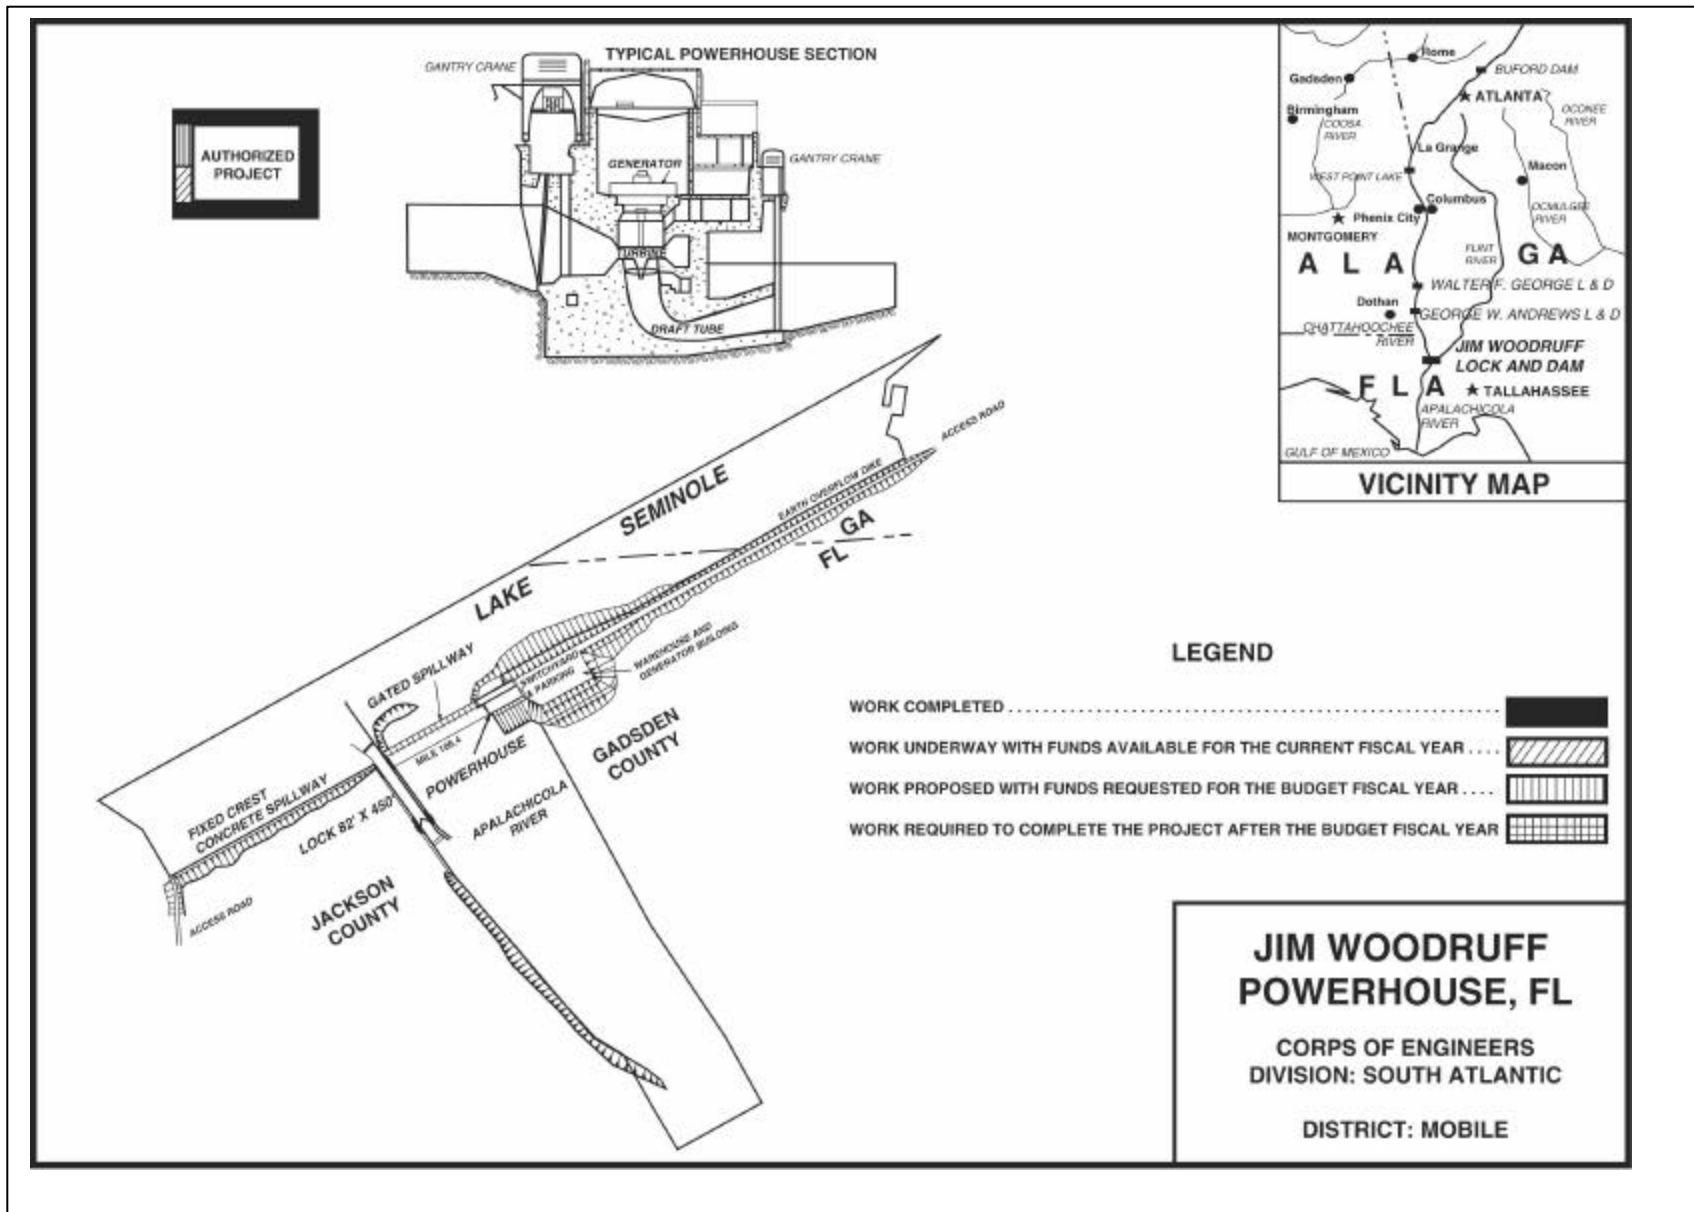 TYPICAL POWERHOUSE SECTION
GANTRY CRANE
GENERATOR
GANTRY CRANE
TURBINE
DRAFT TUBE
AUTHORIZED
PROJECT
Rome
Gadsden
BUFORD DAM
ATLANTA
Birmingham
COOSA
RIVER
OCONEE
RIVER
La Grange
Macon
WEST POINT LAKE
Columbus
Phenix City
OCMULGEE
RIVER
MONTGOMERY
FLINT
RIVER
A L A
G A
WALTER F. GEORGE L & D
Dothan
GEORGE W. ANDREWS L & D
CHATTAHOOCHEE
RIVER
JIM WOODRUFF
LOCK AND DAM
F L A
TALLAHASSEE
APALACHICOLA
RIVER
GULF OF MEXICO
VICINITY MAP
ACCESS ROAD
EARTH OVERFLOW DIKE
LAKE SEMINOLE
GA
FL
GATED SPILLWAY
SWITCHYARD
& PARKING
WAREHOUSE AND
GENERATOR BUILDING
POWERHOUSE
GADSDEN
COUNTY
FIXED CREST
CONCRETE SPILLWAY
LOCK 82' X 450'
APALACHICOLA
RIVER
ACCESS ROAD
JACKSON
COUNTY
LEGEND
WORK COMPLETED
WORK UNDERWAY WITH FUNDS AVAILABLE FOR THE CURRENT FISCAL YEAR ....
WORK PROPOSED WITH FUNDS REQUESTED FOR THE BUDGET FISCAL YEAR ....
WORK REQUIRED TO COMPLETE THE PROJECT AFTER THE BUDGET FISCAL YEAR
JIM WOODRUFF
POWERHOUSE, FL
CORPS OF ENGINEERS
DIVISION: SOUTH ATLANTIC
DISTRICT: MOBILE